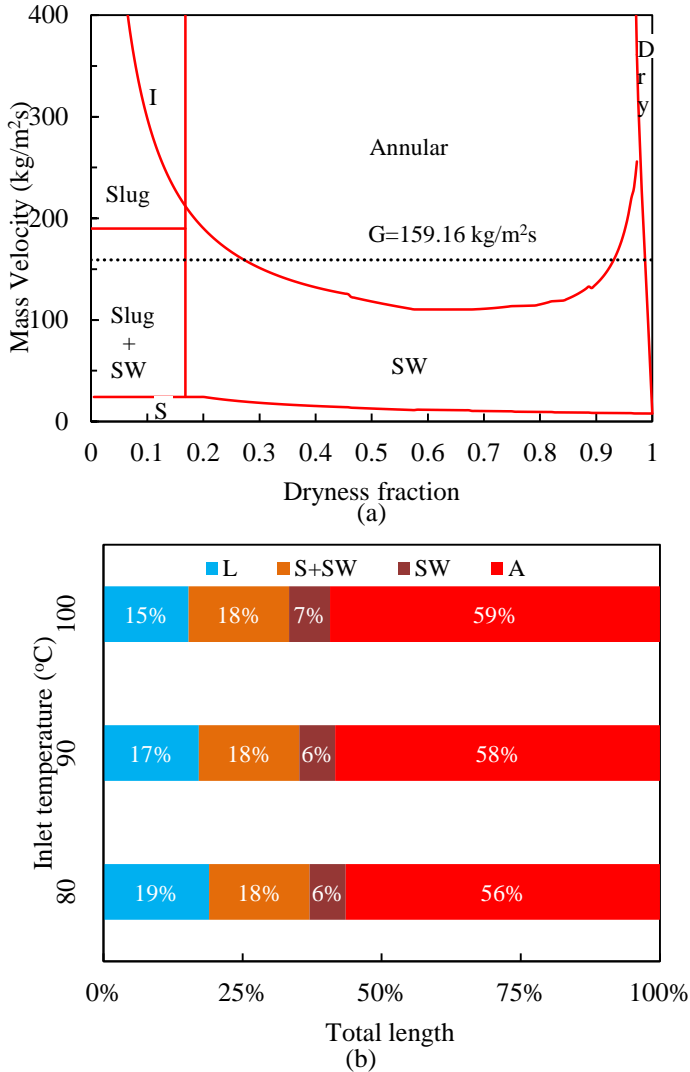 400
300
200
100
0
Mass Velocity (kg/m²s)
I
Slug
Slug
+
SW
S
Annular
G=159.16 kg/m²s
SW
Dry
0 0.1 0.2 0.3 0.4 0.5 0.6 0.7 0.8 0.9 1
Dryness fraction
(a)
L S+SW SW A
Inlet temperature (°C)
100
15% 18% 7% 59%
90
17% 18% 6% 58%
80
19% 18% 6% 56%
0% 25% 50% 75% 100%
Total length
(b)